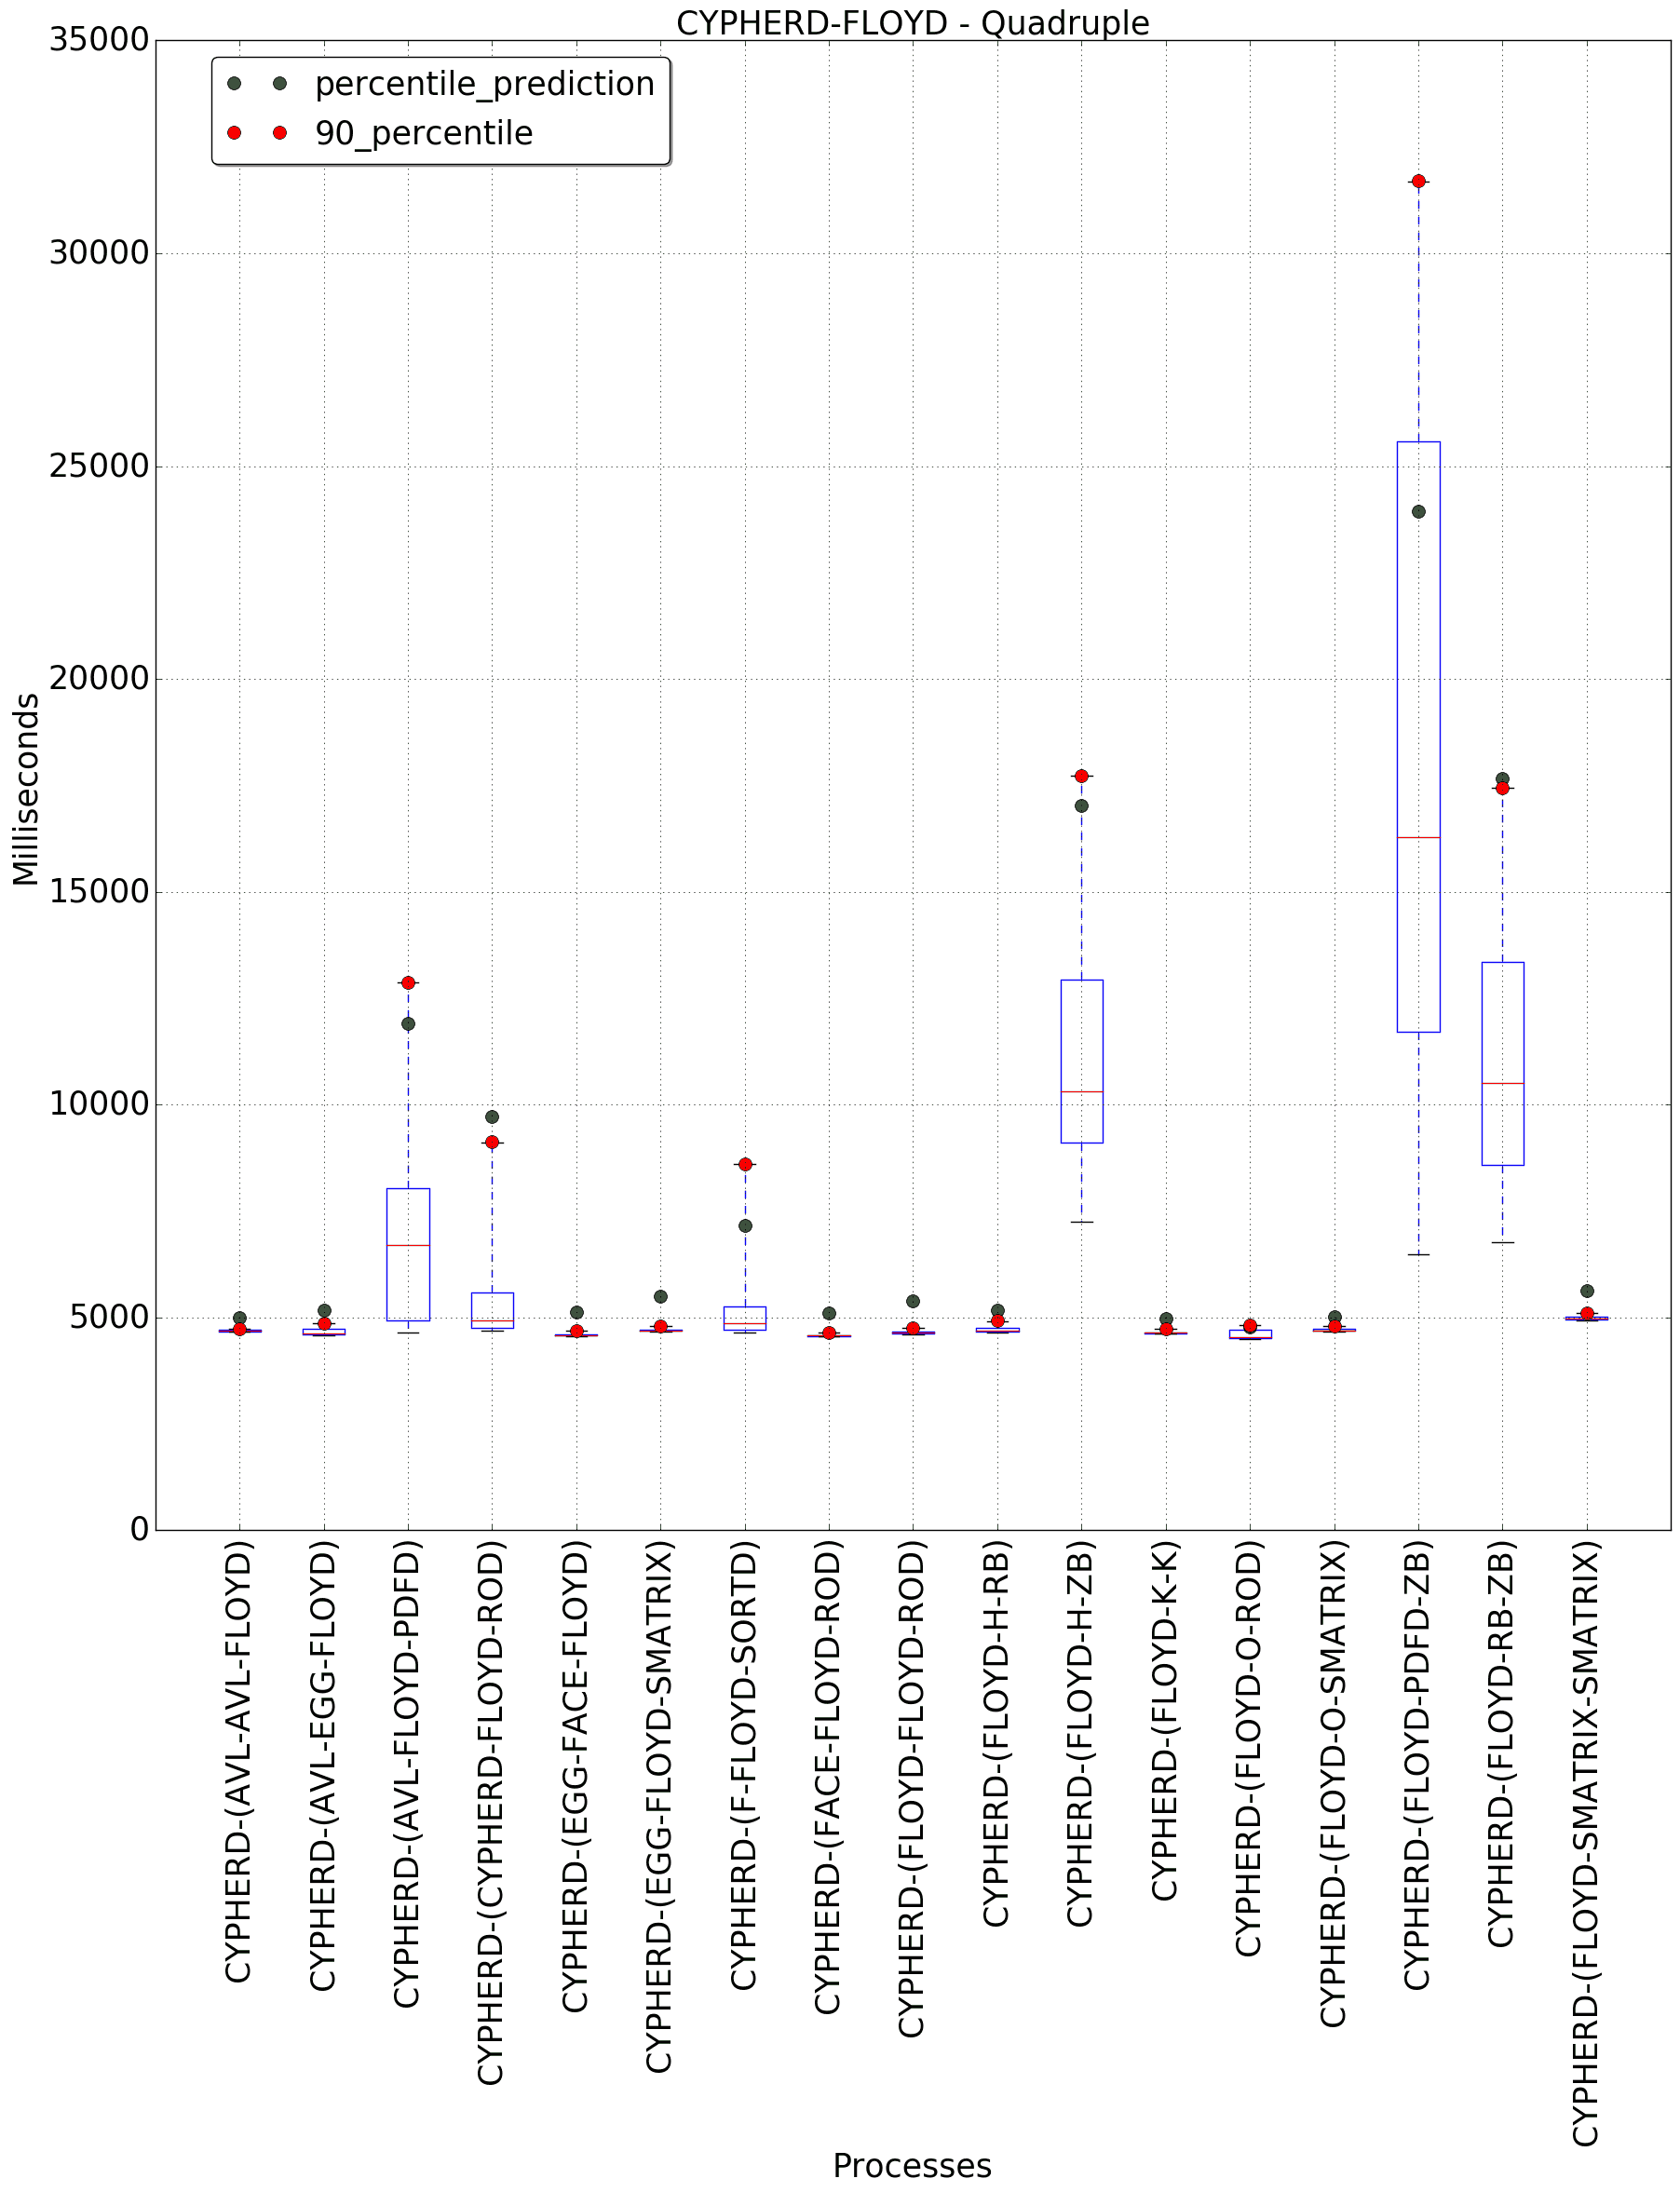 CYPHERD-FLOYD - Quadruple
percentile_prediction
90_percentile
35000
30000
25000
20000
15000
10000
5000
0
Milliseconds
CYPHERD-(AVL-AVL-FLOYD)
CYPHERD-(AVL-EGG-FLOYD)
CYPHERD-(AVL-FLOYD-PDFD)
CYPHERD-(CYPHERD-FLOYD-ROD)
CYPHERD-(EGG-FACE-FLOYD)
CYPHERD-(EGG-FLOYD-SMATRIX)
CYPHERD-(F-FLOYD-SORTD)
CYPHERD-(FACE-FLOYD-ROD)
CYPHERD-(FLOYD-FLOYD-ROD)
CYPHERD-(FLOYD-H-RB)
CYPHERD-(FLOYD-H-ZB)
CYPHERD-(FLOYD-K-K)
CYPHERD-(FLOYD-O-ROD)
CYPHERD-(FLOYD-O-SMATRIX)
CYPHERD-(FLOYD-PDFD-ZB)
CYPHERD-(FLOYD-RB-ZB)
CYPHERD-(FLOYD-SMATRIX-SMATRIX)
Processes